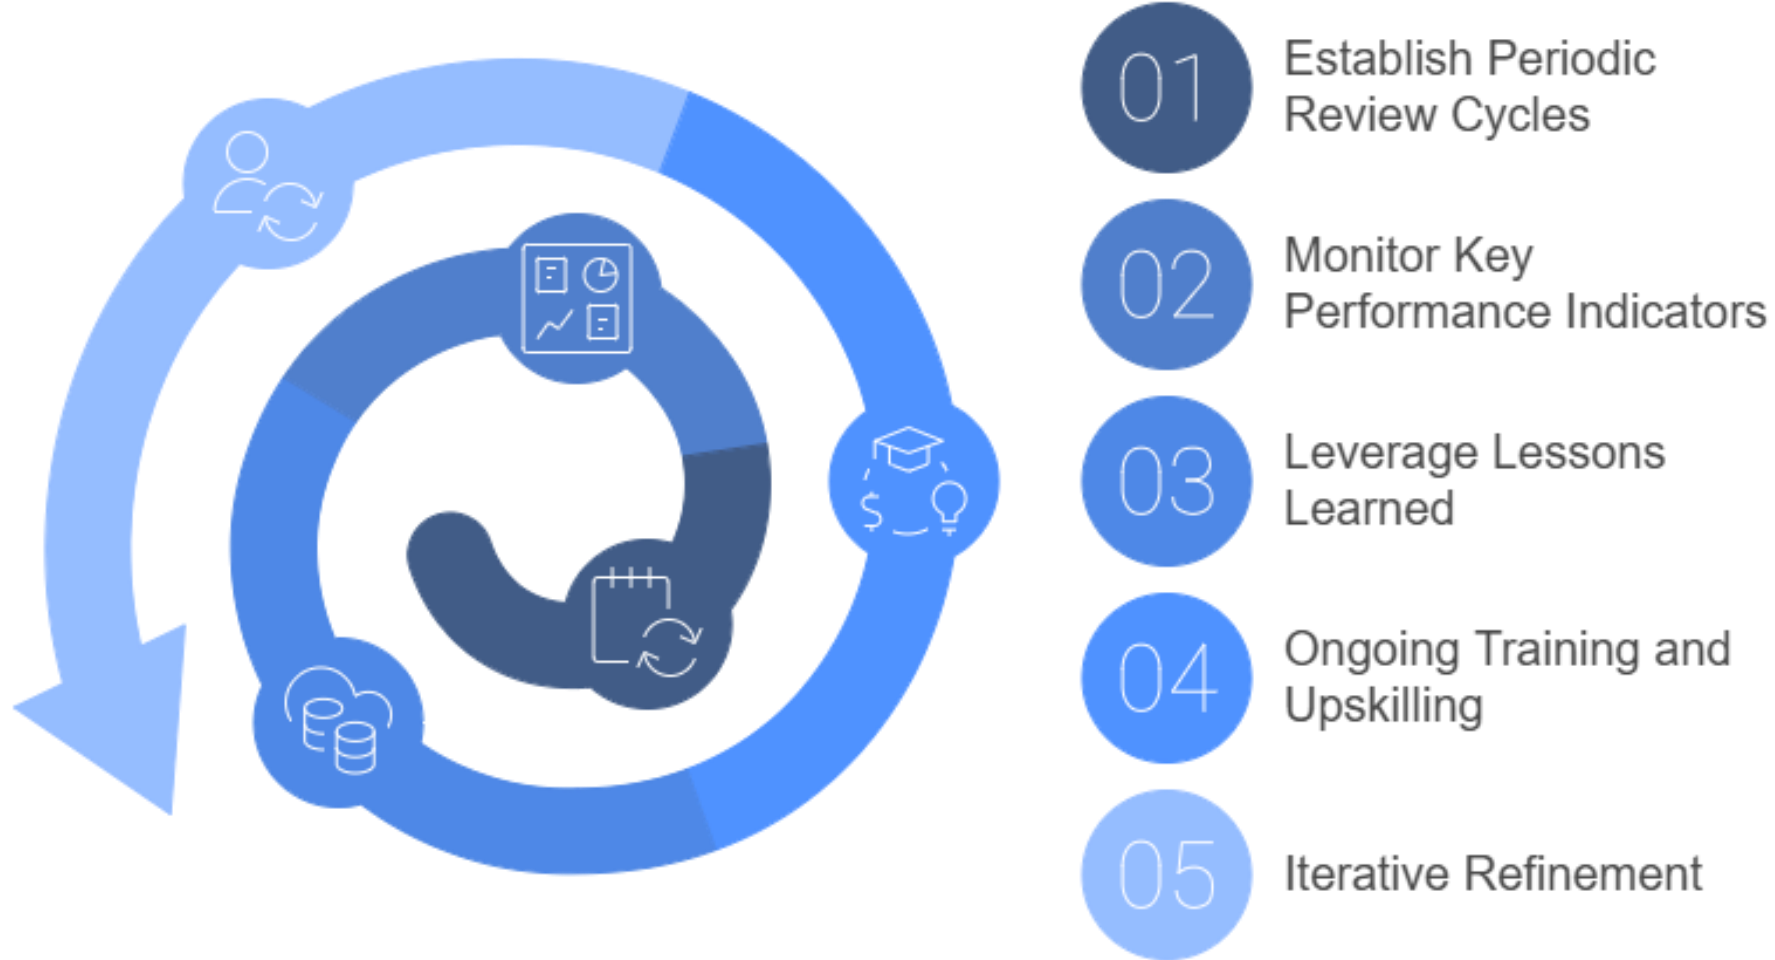 01
Establish Periodic
Review Cycles
02
Monitor Key
Performance Indicators
03
Leverage Lessons
Learned
04
Ongoing Training and
Upskilling
05
Iterative Refinement
$